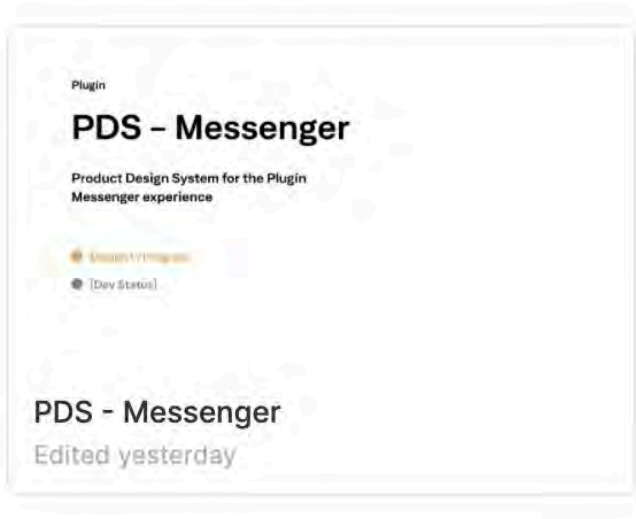 Plugin
PDS – Messenger
Product Design System for the Plugin
Messenger experience
[Dev Status]
PDS - Messenger
Edited yesterday